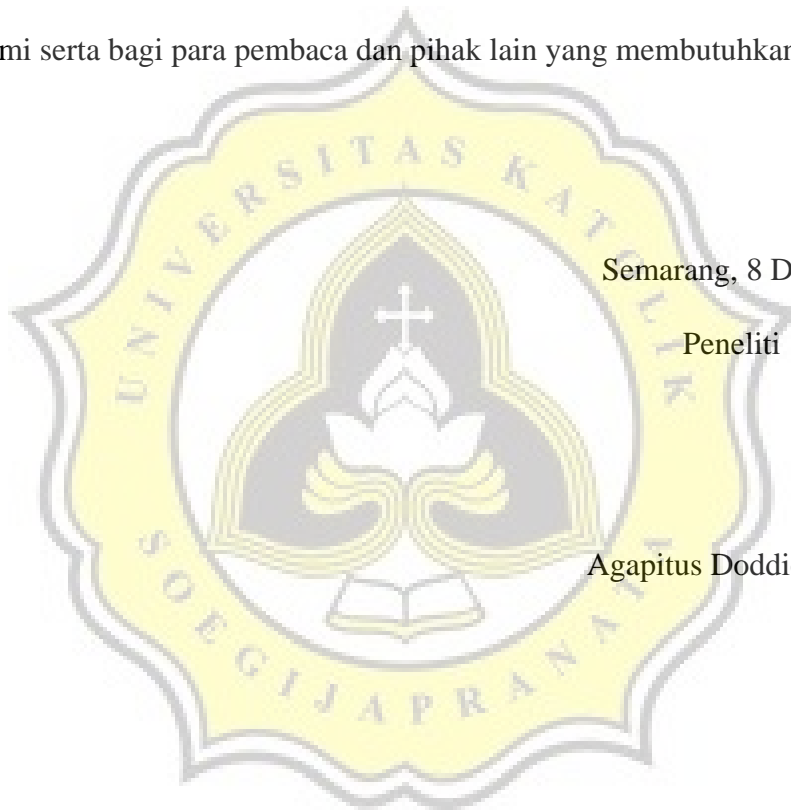 mi serta bagi para pembaca dan pihak lain yang membutuhkan
UNIVERSITAS KATOLIK
Semarang, 8 D
Peneliti
Agapitus Doddi
SOEGIJAPRANATA